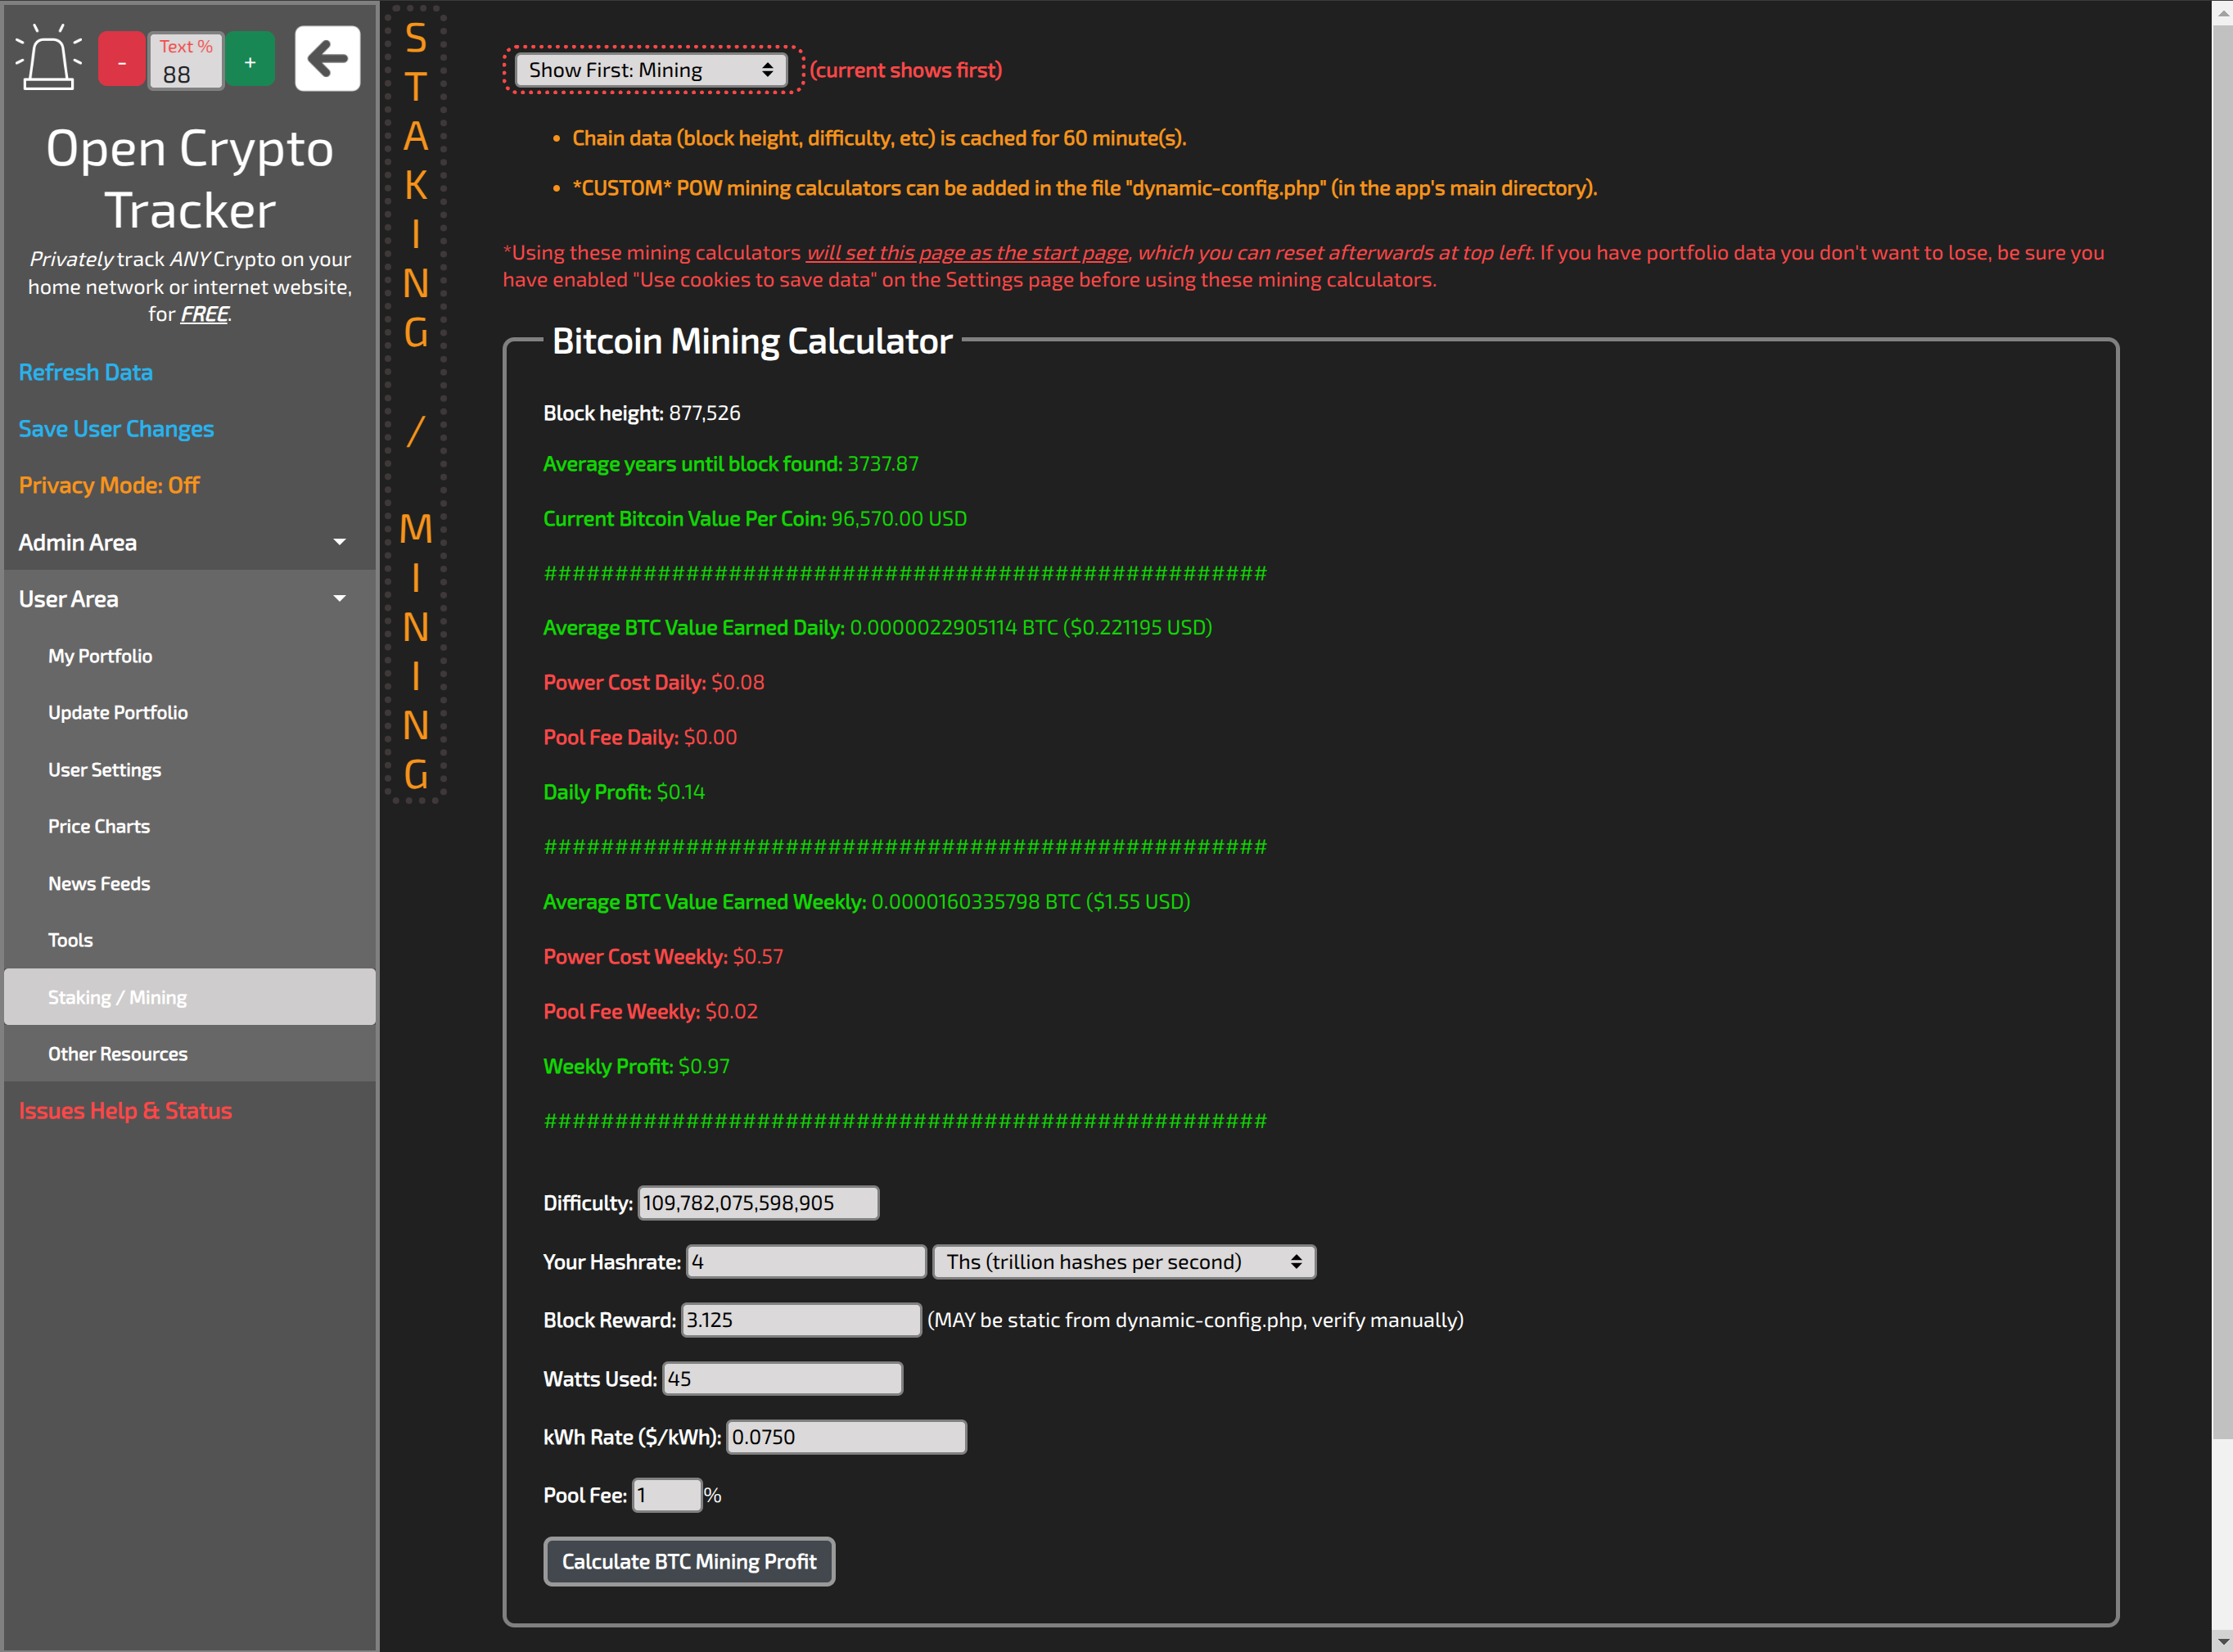 -
Text %
88
+
Open Crypto
Tracker
Privately track ANY Crypto on your
home network or internet website,
for FREE.
Refresh Data
Save User Changes
Privacy Mode: Off
Admin Area
User Area
My Portfolio
Update Portfolio
User Settings
Price Charts
News Feeds
Tools
Staking / Mining
Other Resources
Issues Help & Status
STAKING / MINING
Show First: Mining (current shows first)
• Chain data (block height, difficulty, etc) is cached for 60 minute(s).
• *CUSTOM* POW mining calculators can be added in the file "dynamic-config.php" (in the app's main directory).
*Using these mining calculators will set this page as the start page, which you can reset afterwards at top left. If you have portfolio data you don't want to lose, be sure you
have enabled "Use cookies to save data" on the Settings page before using these mining calculators.
Bitcoin Mining Calculator
Block height: 877,526
Average years until block found: 3737.87
Current Bitcoin Value Per Coin: 96,570.00 USD
###################################################
Average BTC Value Earned Daily: 0.0000022905114 BTC ($0.221195 USD)
Power Cost Daily: $0.08
Pool Fee Daily: $0.00
Daily Profit: $0.14
###################################################
Average BTC Value Earned Weekly: 0.0000160335798 BTC ($1.55 USD)
Power Cost Weekly: $0.57
Pool Fee Weekly: $0.02
Weekly Profit: $0.97
###################################################
Difficulty: 109,782,075,598,905
Your Hashrate: 4 Ths (trillion hashes per second)
Block Reward: 3.125 (MAY be static from dynamic-config.php, verify manually)
Watts Used: 45
kWh Rate ($/kWh): 0.0750
Pool Fee: 1 %
Calculate BTC Mining Profit